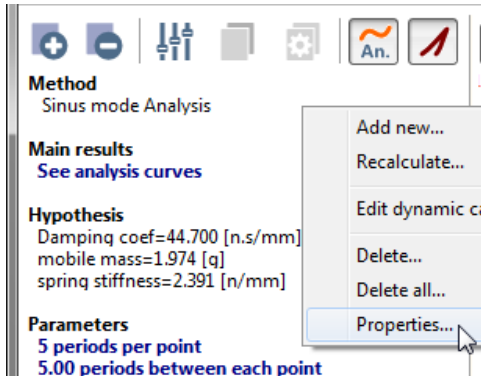 An.
Method
Sinus mode Analysis
Main results
See analysis curves
Hypothesis
Damping coef=44.700 [n.s/mm]
mobile mass=1.974 [g]
spring stiffness=2.391 [n/mm]
Parameters
5 periods per point
5.00 periods between each point
Add new...
Recalculate...
Edit dynamic ca
Delete...
Delete all...
Properties...